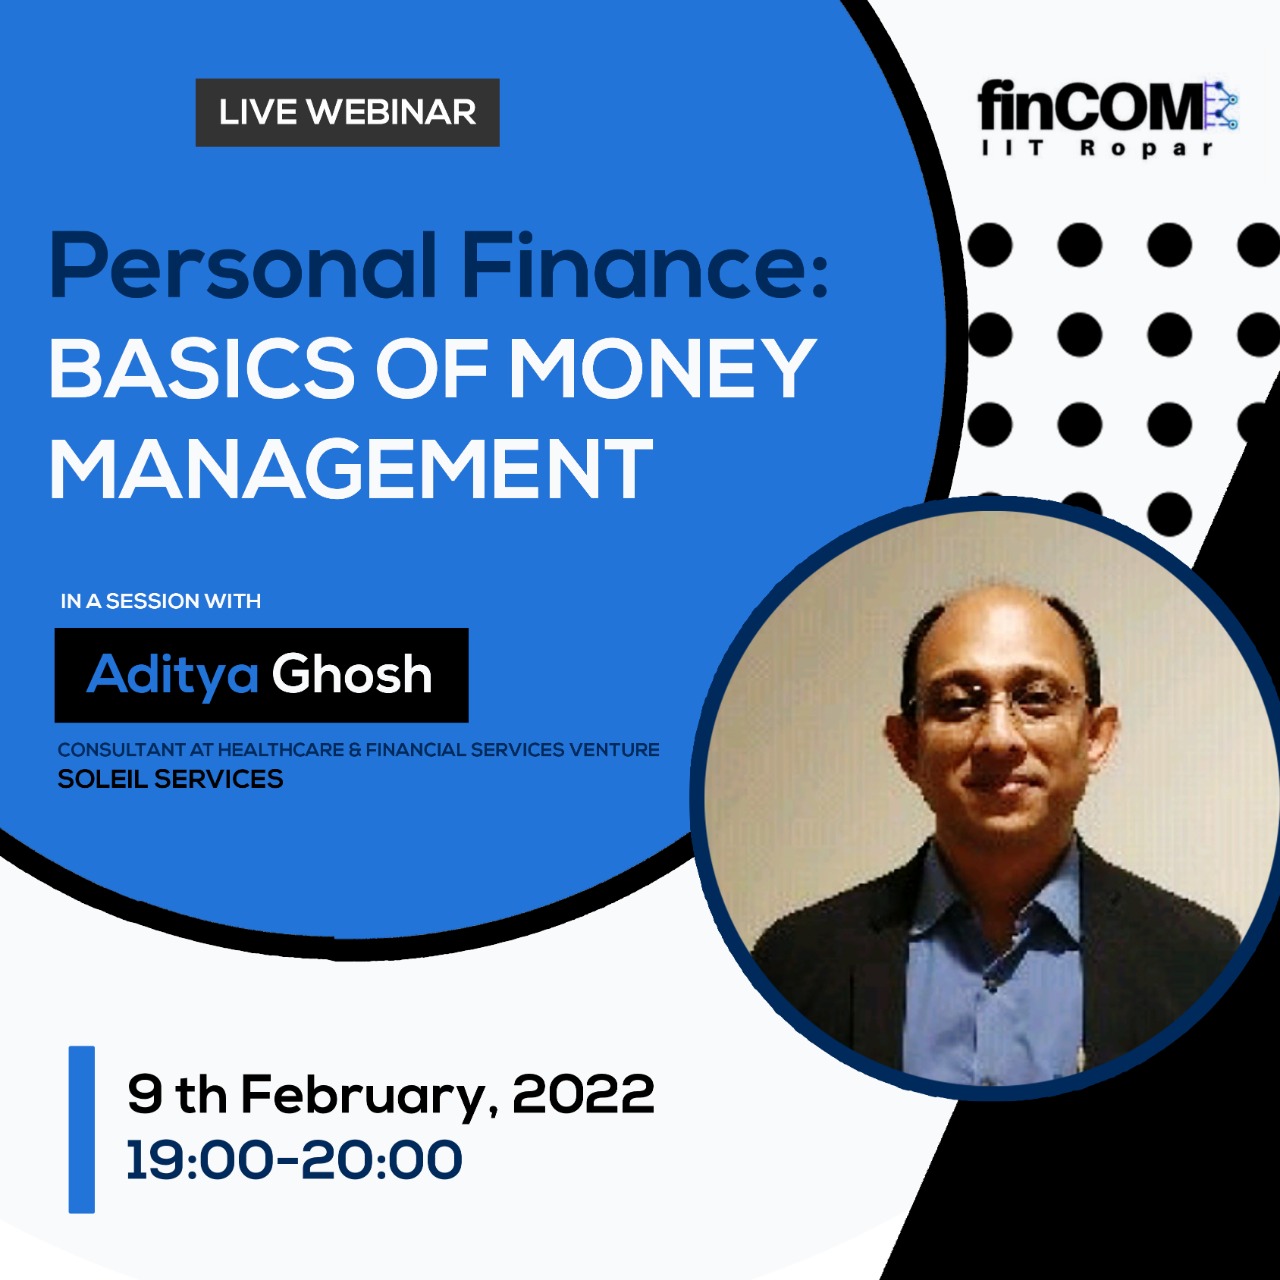 LIVE WEBINAR
finCOM
IIT Ropar
Personal Finance:
BASICS OF MONEY
MANAGEMENT
IN A SESSION WITH
Aditya Ghosh
CONSULTANT AT HEALTHCARE & FINANCIAL SERVICES VENTURE
SOLEIL SERVICES
9 th February, 2022
19:00-20:00